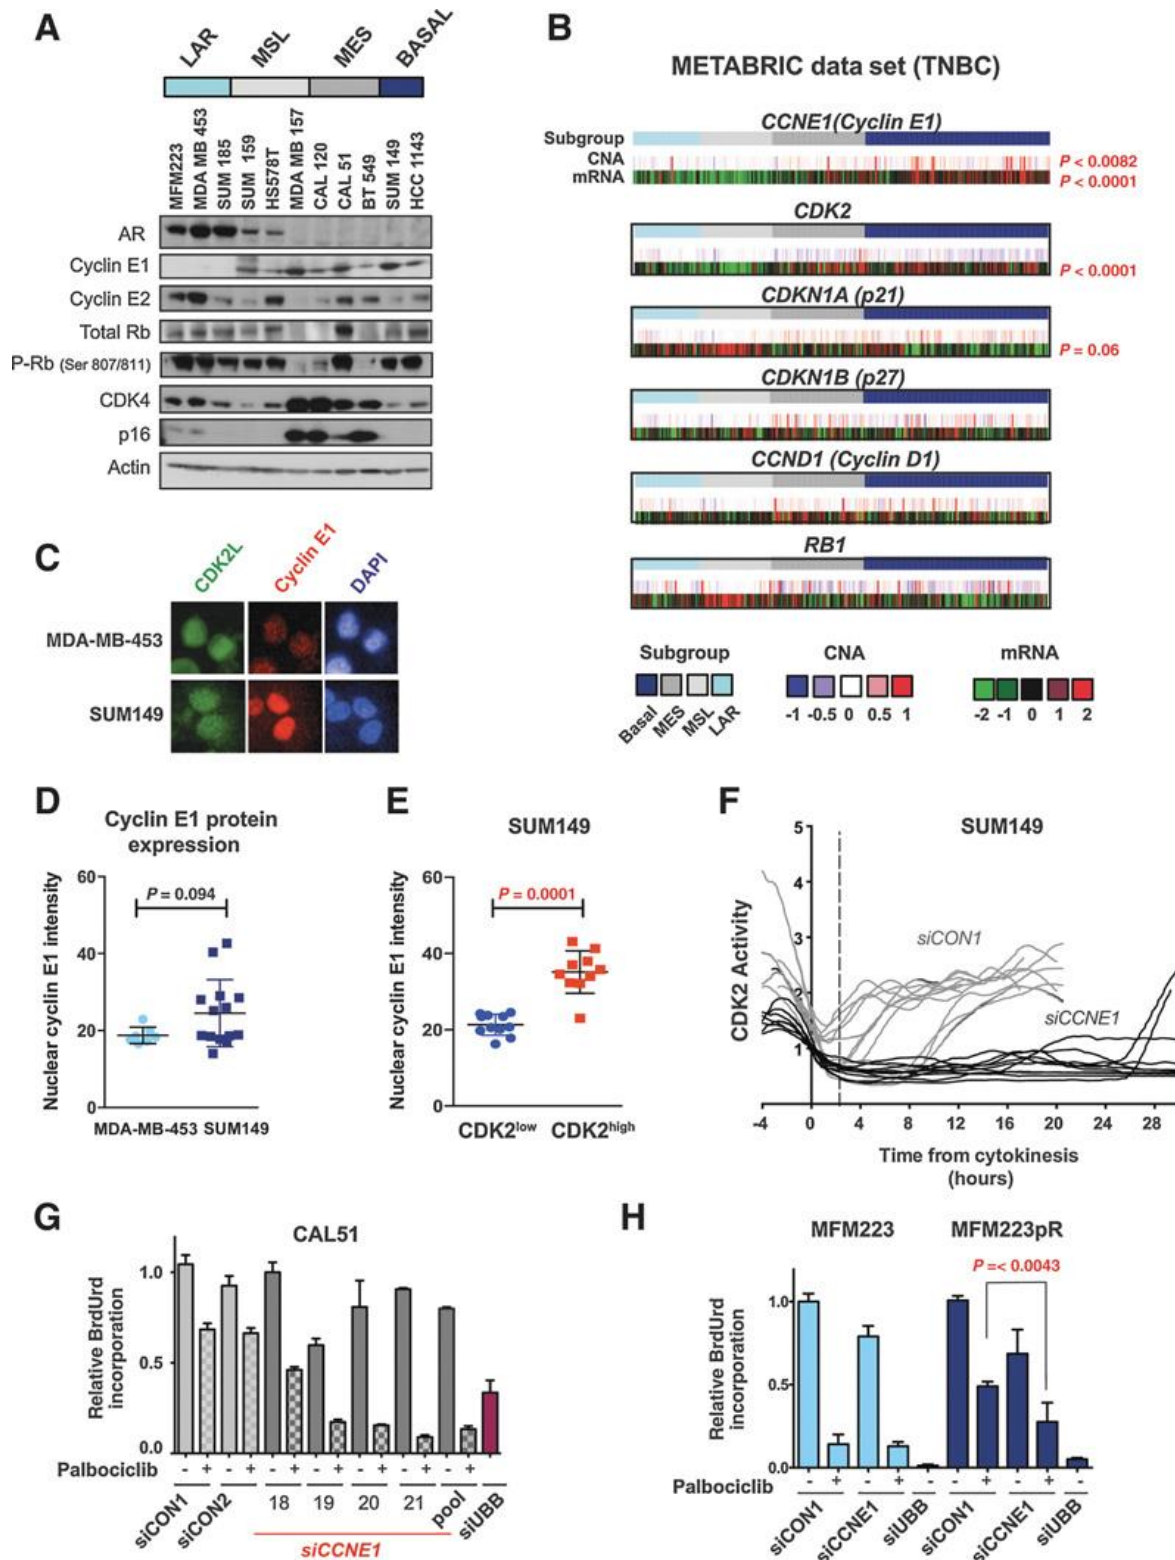 A
LAR
MSL
MES
BASAL
MFM223
MDA MB 453
SUM 185
SUM 159
HS578T
MDA MB 157
CAL 120
CAL 51
BT 549
SUM 149
HCC 1143
AR
Cyclin E1
Cyclin E2
Total Rb
P-Rb (Ser 807/811)
CDK4
p16
Actin
B
METABRIC data set (TNBC)
CCNE1(Cyclin E1)
Subgroup
CNA
mRNA
P < 0.0082
P < 0.0001
CDK2
P < 0.0001
CDKN1A (p21)
P = 0.06
CDKN1B (p27)
CCND1 (Cyclin D1)
RB1
Subgroup
Basal
MES
MSL
LAR
CNA
-1 -0.5 0 0.5 1
mRNA
-2 -1 0 1 2
C
CDK2L
Cyclin E1
DAPI
MDA-MB-453
SUM149
D
Cyclin E1 protein
expression
P = 0.094
Nuclear cyclin E1 intensity
60
40
20
0
MDA-MB-453 SUM149
E
SUM149
P = 0.0001
Nuclear cyclin E1 intensity
60
40
20
0
CDK2low CDK2high
F
SUM149
CDK2 Activity
5
4
3
2
1
siCON1
siCCNE1
-4 0 4 8 12 16 20 24 28
Time from cytokinesis
(hours)
G
CAL51
Relative BrdUrd
incorporation
1.0
0.5
0.0
Palbociclib - + - + - + - + - + - + - +
siCON1
siCON2
18 19 20 21
pool
siUBB
siCCNE1
H
MFM223 MFM223pR
P =< 0.0043
Relative BrdUrd
incorporation
1.0
0.5
0.0
Palbociclib - + - + - - + - + -
siCON1
siCCNE1
siUBB
siCON1
siCCNE1
siUBB